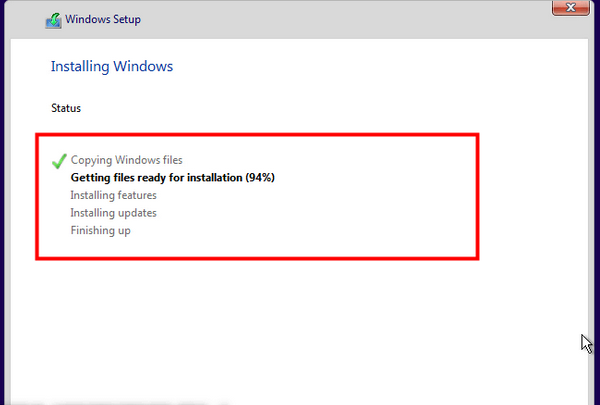 Windows Setup
Installing Windows
Status
Copying Windows files
Getting files ready for installation (94%)
Installing features
Installing updates
Finishing up